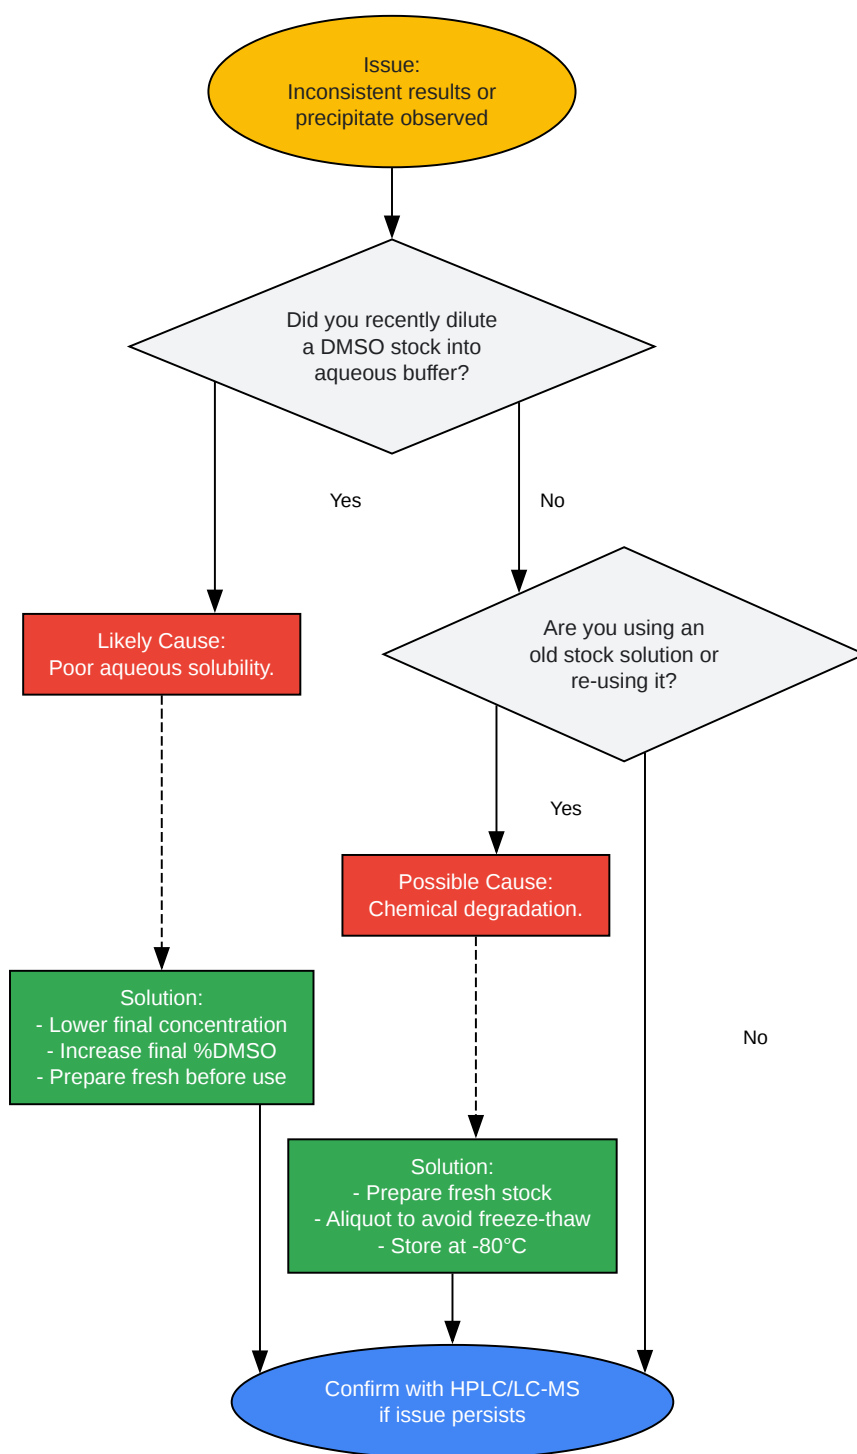 Issue:
Inconsistent results or
precipitate observed
Did you recently dilute
a DMSO stock into
aqueous buffer?
Yes
No
Likely Cause:
Poor aqueous solubility.
Are you using an
old stock solution or
re-using it?
Yes
Possible Cause:
Chemical degradation.
Solution:
- Lower final concentration
- Increase final %DMSO
- Prepare fresh before use
No
Solution:
- Prepare fresh stock
- Aliquot to avoid freeze-thaw
- Store at -80°C
Confirm with HPLC/LC-MS
if issue persists